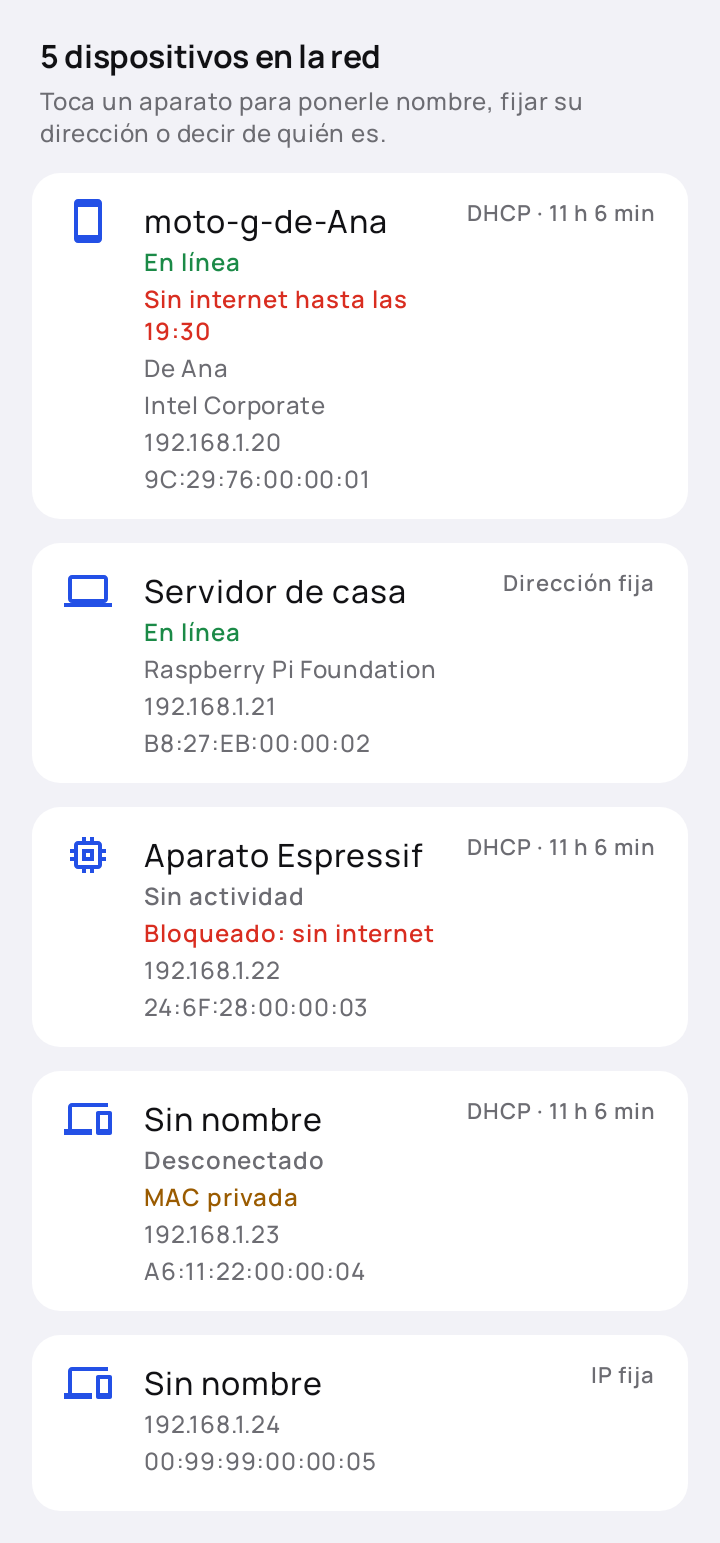 5 dispositivos en la red
Toca un aparato para ponerle nombre, fijar su
dirección o decir de quién es.
moto-g-de-Ana
DHCP · 11 h 6 min
En línea
Sin internet hasta las
19:30
De Ana
Intel Corporate
192.168.1.20
9C:29:76:00:00:01
Servidor de casa
Dirección fija
En línea
Raspberry Pi Foundation
192.168.1.21
B8:27:EB:00:00:02
Aparato Espressif
DHCP · 11 h 6 min
Sin actividad
Bloqueado: sin internet
192.168.1.22
24:6F:28:00:00:03
Sin nombre
DHCP · 11 h 6 min
Desconectado
MAC privada
192.168.1.23
A6:11:22:00:00:04
Sin nombre
IP fija
192.168.1.24
00:99:99:00:00:05